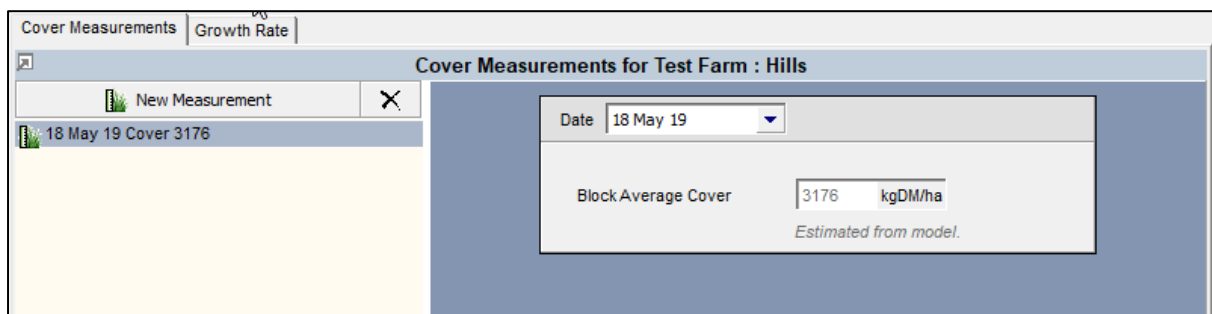 Cover Measurements Growth Rate
Cover Measurements for Test Farm : Hills
New Measurement
18 May 19 Cover 3176
Date 18 May 19
Block Average Cover 3176 kgDM/ha
Estimated from model.